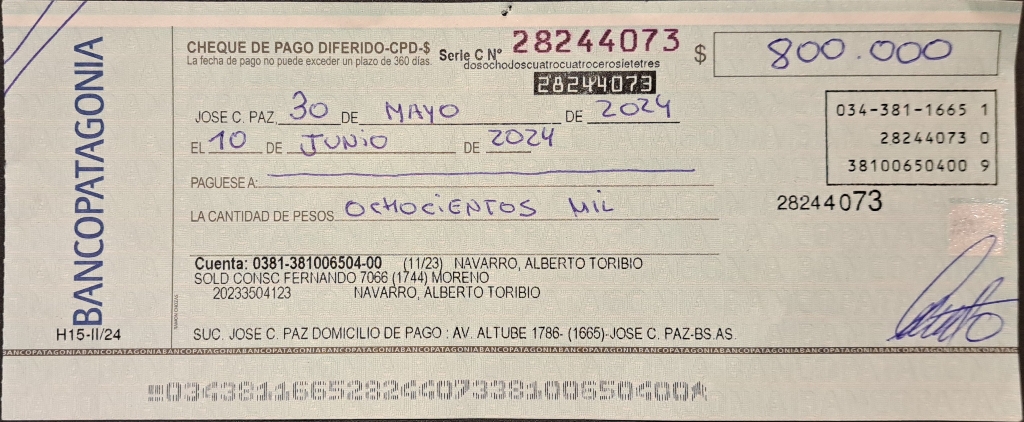 BANCOPATAGONIA
CHEQUE DE PAGO DIFERIDO-CPD-$ Serie C Nº 28244073 $ 800.000
La fecha de pago no puede exceder un plazo de 360 días.
dosochodoscuatrocuatrocerosietetres
28244073
JOSE C. PAZ, 30 DE MAYO DE 2024
EL 10 DE JUNIO DE 2024
PAGUESE A:
LA CANTIDAD DE PESOS OCHOCIENTOS MIL
034-381-1665 1
28244073 0
38100650400 9
28244073
Cuenta: 0381-381006504-00 (11/23) NAVARRO, ALBERTO TORIBIO
SOLD CONSC FERNANDO 7066 (1744) MORENO
20233504123 NAVARRO, ALBERTO TORIBIO
H15-II/24
SUC. JOSE C. PAZ DOMICILIO DE PAGO : AV. ALTUBE 1786- (1665)-JOSE C. PAZ-BS.AS.
BANCOPATAGONIABANCOPATAGONIABANCOPATAGONIABANCOPATAGONIABANCOPATAGONIABANCOPATAGONIA
03438116652824407338100650400